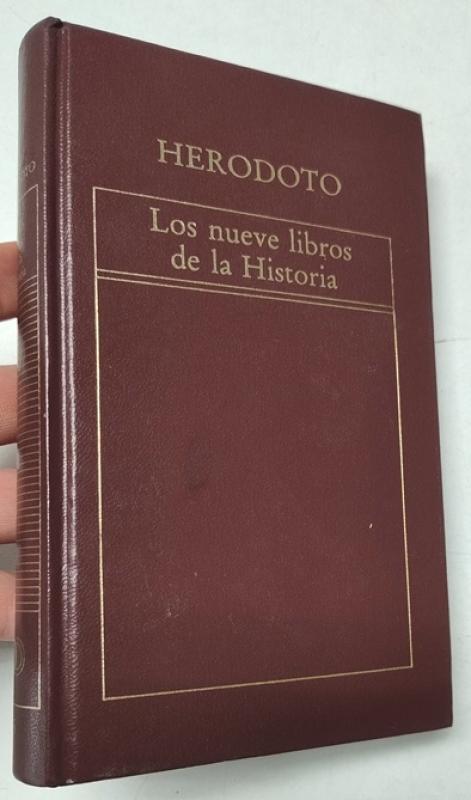 HERODOTO
Los nueve libros
de la Historia